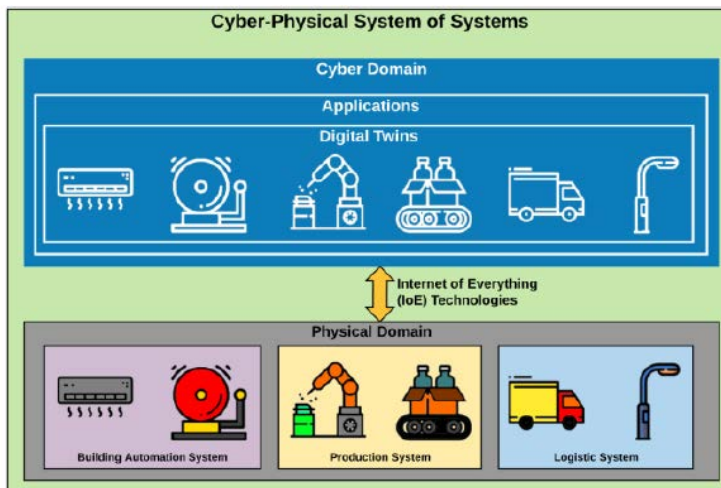 Cyber-Physical System of Systems
Cyber Domain
Applications
Digital Twins
Internet of Everything
(IoE) Technologies
Physical Domain
Building Automation System
Production System
Logistic System